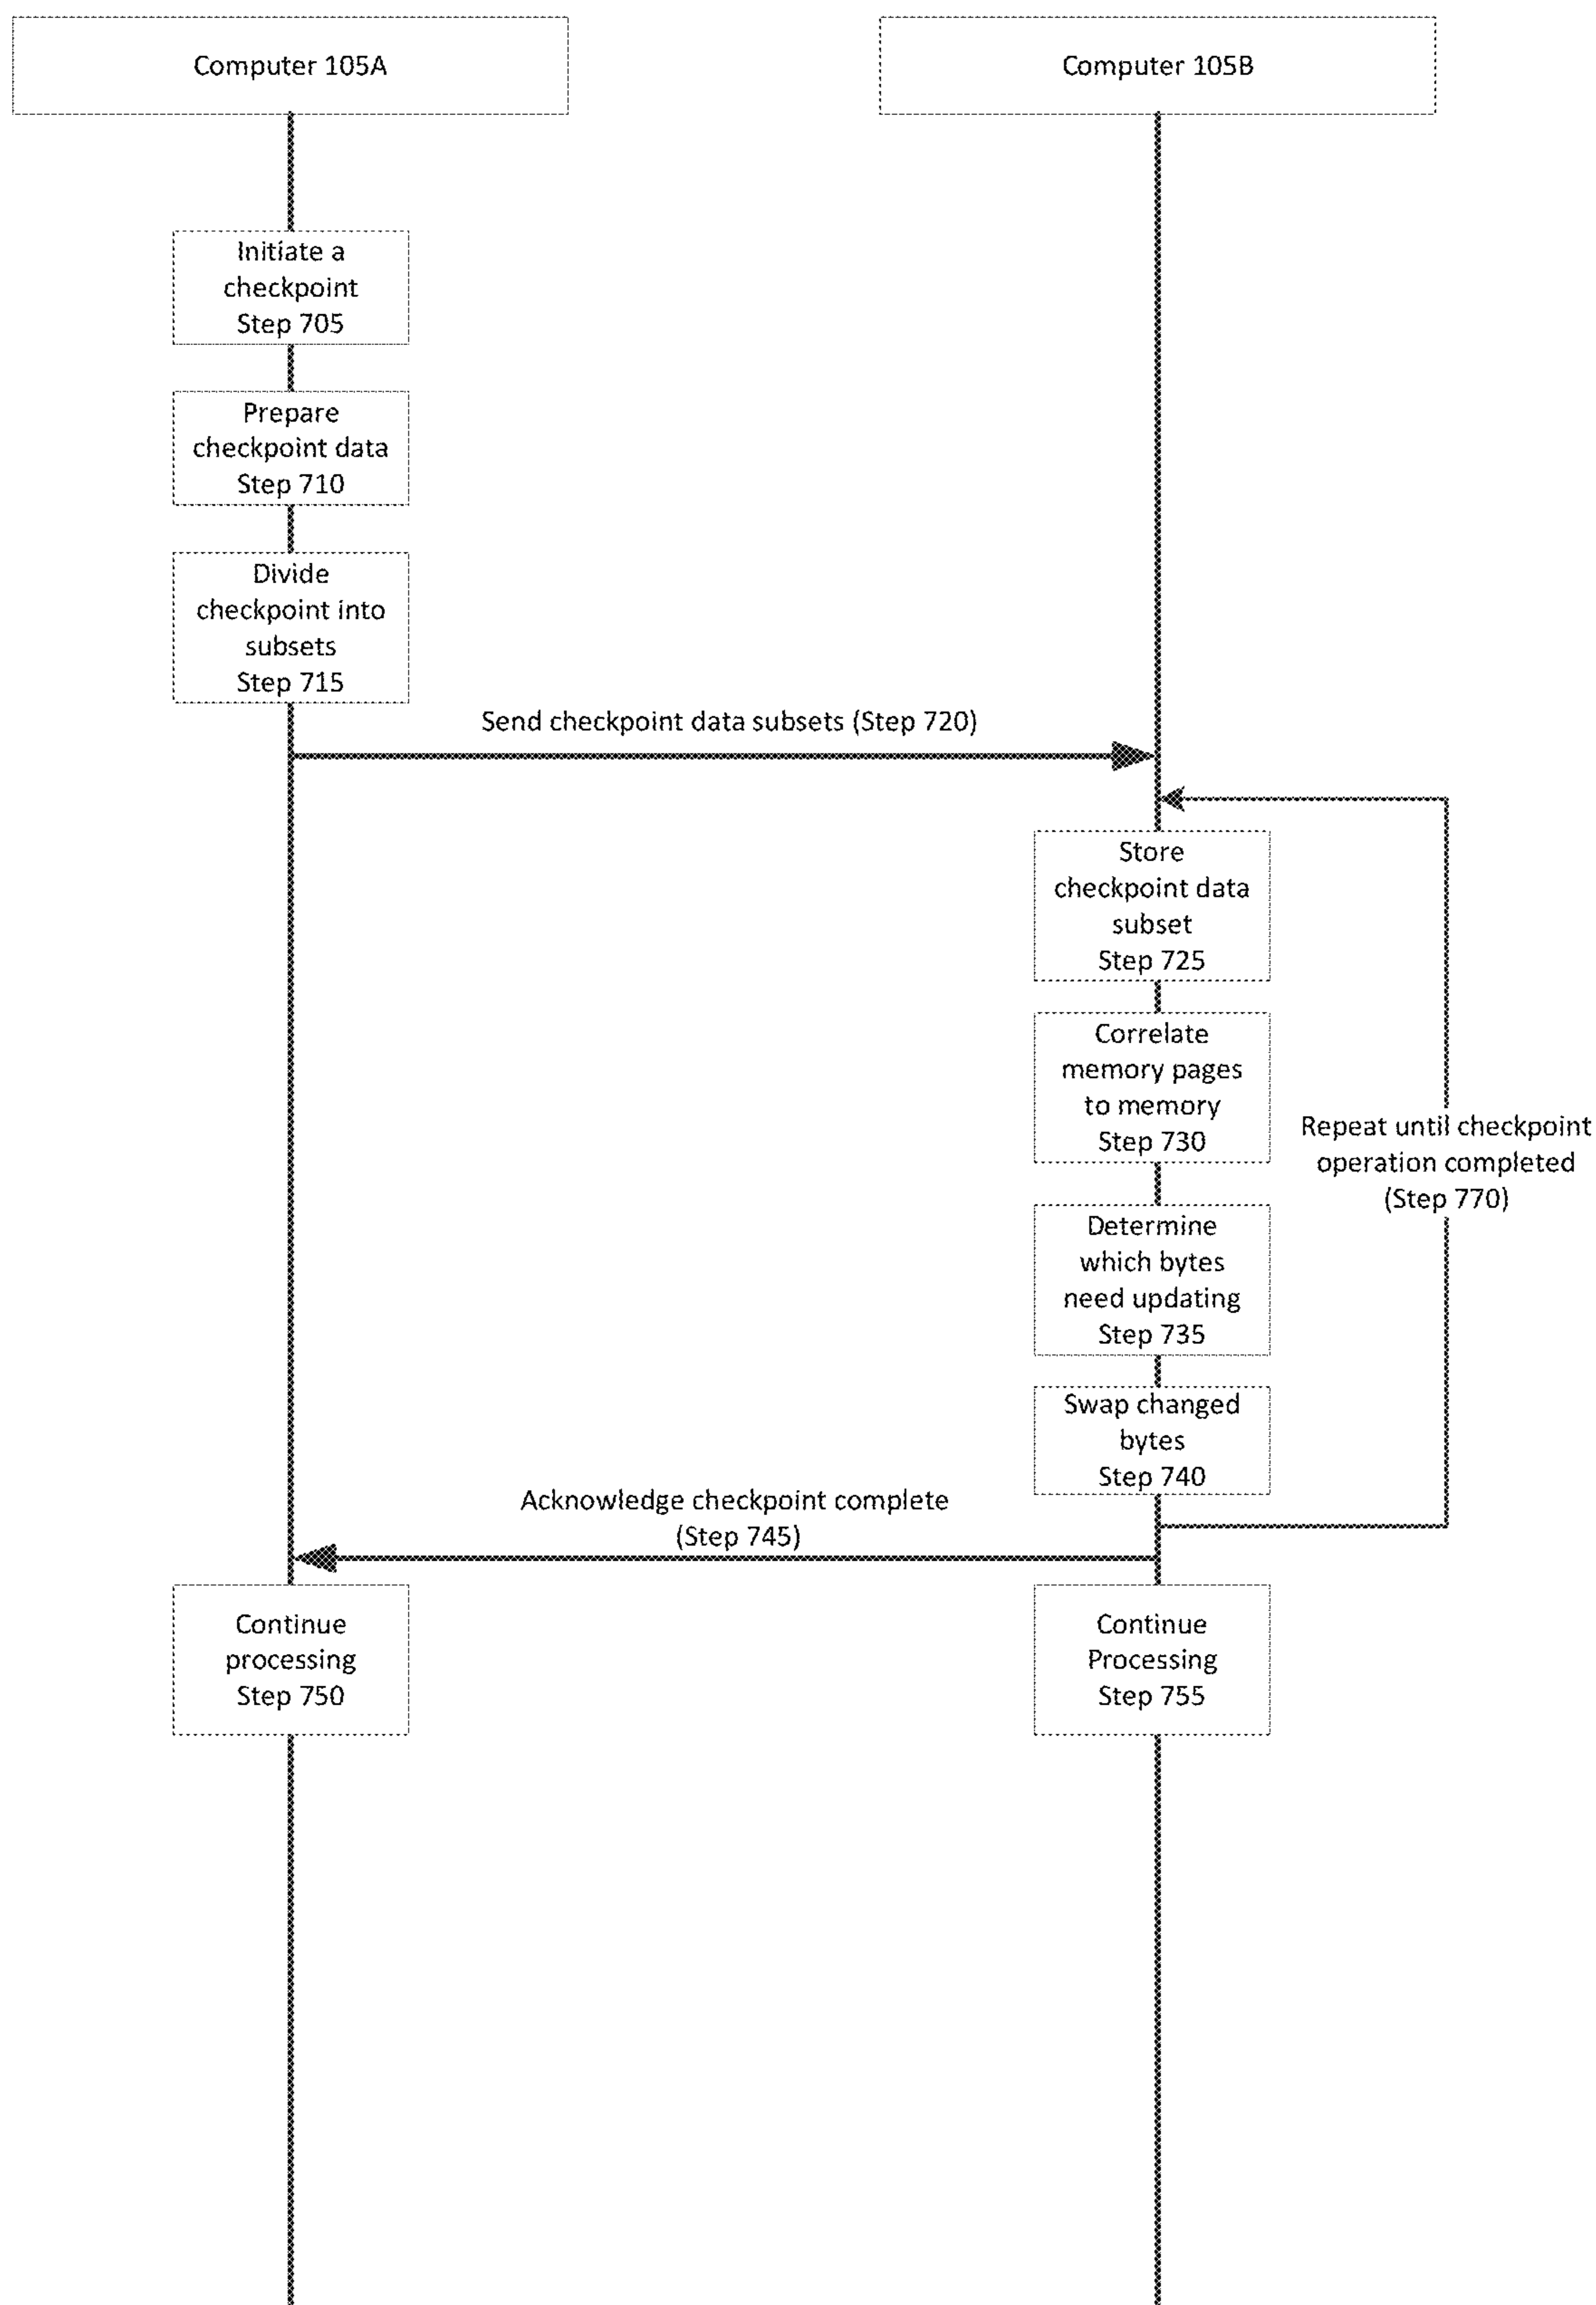 Computer 105A
Computer 105B
Initiate a
checkpoint
Step 705
Prepare
checkpoint data
Step 710
Divide
checkpoint into
subsets
Step 715
Send checkpoint data subsets (Step 720)
Store
checkpoint data
subset
Step 725
Correlate
memory pages
to memory
Step 730
Repeat until checkpoint
operation completed
(Step 770)
Determine
which bytes
need updating
Step 735
Swap changed
bytes
Step 740
Acknowledge checkpoint complete
(Step 745)
Continue
processing
Step 750
Continue
Processing
Step 755